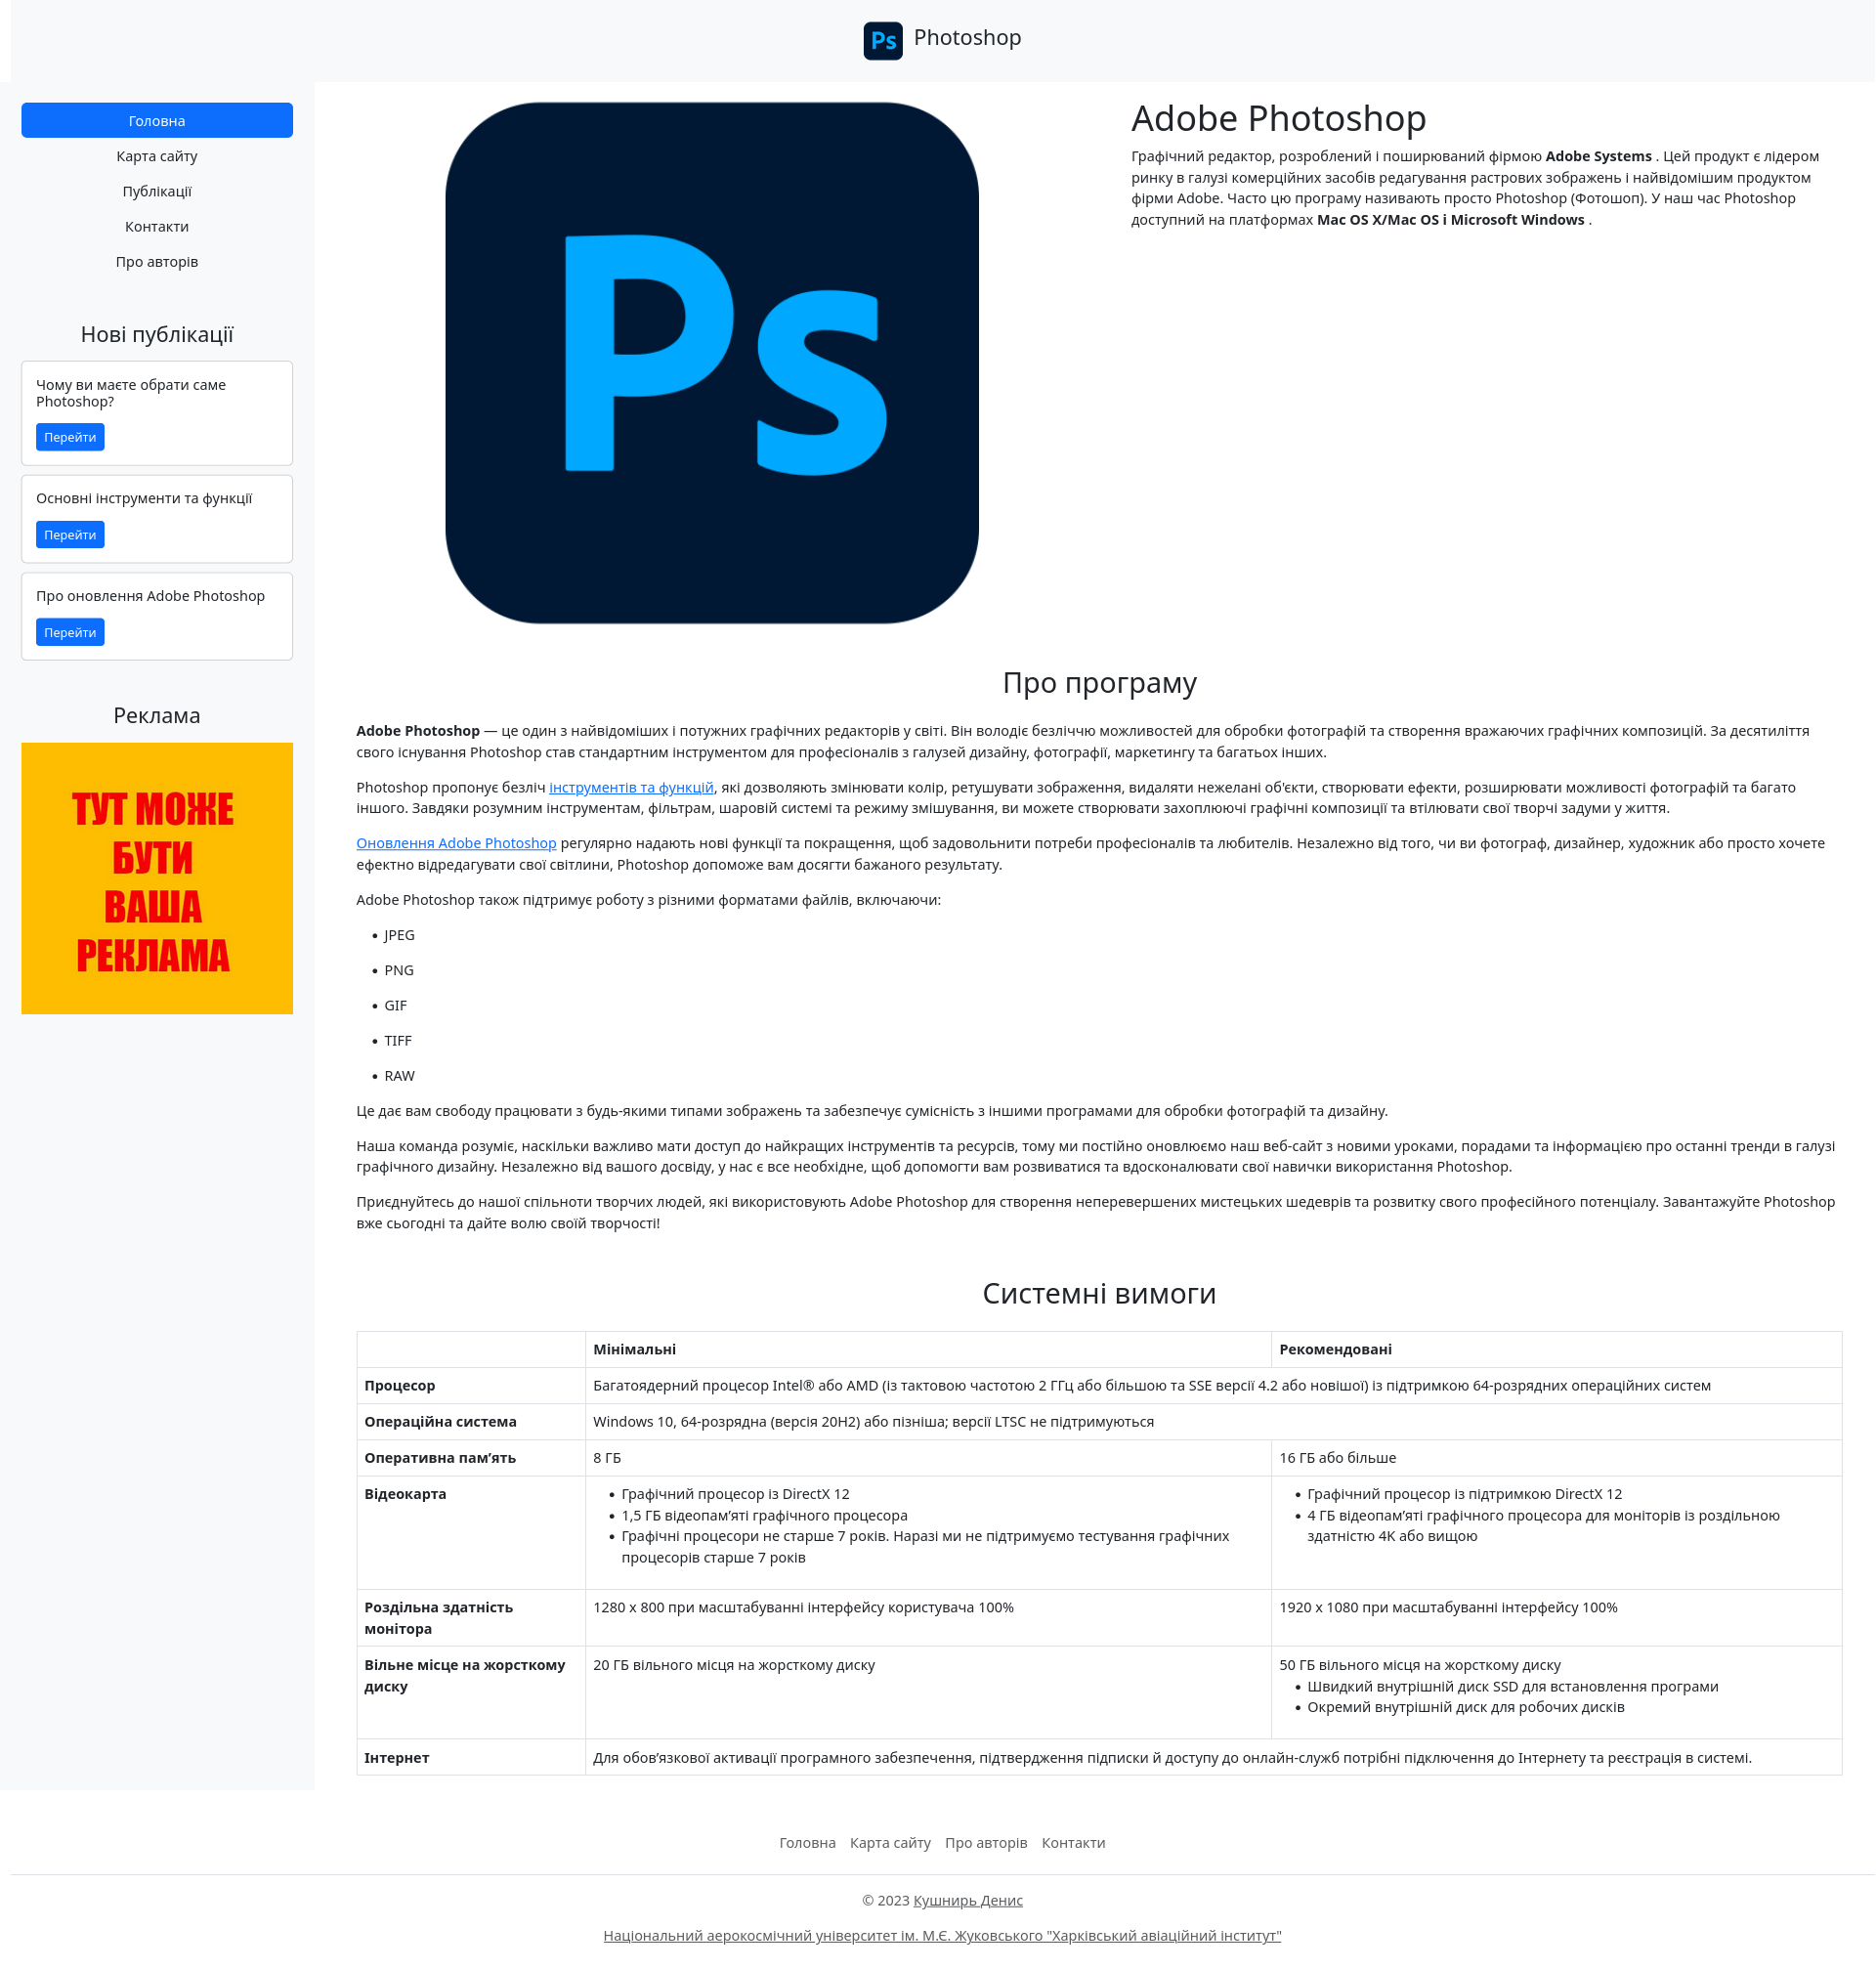 Ps Photoshop
Головна
Карта сайту
Публікації
Контакти
Про авторів
Нові публікації
Чому ви маєте обрати саме
Photoshop?
Перейти
Основні інструменти та функції
Перейти
Про оновлення Adobe Photoshop
Перейти
Реклама
ТУТ МОЖЕ
БУТИ
ВАША
РЕКЛАМА
Ps
Adobe Photoshop
Графічний редактор, розроблений і поширюваний фірмою Adobe Systems . Цей продукт є лідером
ринку в галузі комерційних засобів редагування растрових зображень і найвідомішим продуктом
фірми Adobe. Часто цю програму називають просто Photoshop (Фотошоп). У наш час Photoshop
доступний на платформах Mac OS X/Mac OS і Microsoft Windows .
Про програму
Adobe Photoshop — це один з найвідоміших і потужних графічних редакторів у світі. Він володіє безліччю можливостей для обробки фотографій та створення вражаючих графічних композицій. За десятиліття
свого існування Photoshop став стандартним інструментом для професіоналів з галузей дизайну, фотографії, маркетингу та багатьох інших.
Photoshop пропонує безліч інструментів та функцій, які дозволяють змінювати колір, ретушувати зображення, видаляти нежелані об'єкти, створювати ефекти, розширювати можливості фотографій та багато
іншого. Завдяки розумним інструментам, фільтрам, шаровій системі та режиму змішування, ви можете створювати захоплюючі графічні композиції та втілювати свої творчі задуми у життя.
Оновлення Adobe Photoshop регулярно надають нові функції та покращення, щоб задовольнити потреби професіоналів та любителів. Незалежно від того, чи ви фотограф, дизайнер, художник або просто хочете
ефектно відредагувати свої світлини, Photoshop допоможе вам досягти бажаного результату.
Adobe Photoshop також підтримує роботу з різними форматами файлів, включаючи:
• JPEG
• PNG
• GIF
• TIFF
• RAW
Це дає вам свободу працювати з будь-якими типами зображень та забезпечує сумісність з іншими програмами для обробки фотографій та дизайну.
Наша команда розуміє, наскільки важливо мати доступ до найкращих інструментів та ресурсів, тому ми постійно оновлюємо наш веб-сайт з новими уроками, порадами та інформацією про останні тренди в галузі
графічного дизайну. Незалежно від вашого досвіду, у нас є все необхідне, щоб допомогти вам розвиватися та вдосконалювати свої навички використання Photoshop.
Приєднуйтесь до нашої спільноти творчих людей, які використовують Adobe Photoshop для створення неперевершених мистецьких шедеврів та розвитку свого професійного потенціалу. Завантажуйте Photoshop
вже сьогодні та дайте волю своїй творчості!
Системні вимоги
Мінімальні Рекомендовані
Процесор Багатоядерний процесор Intel® або AMD (із тактовою частотою 2 ГГц або більшою та SSE версії 4.2 або новішої) із підтримкою 64-розрядних операційних систем
Операційна система Windows 10, 64-розрядна (версія 20H2) або пізніша; версії LTSC не підтримуються
Оперативна пам’ять 8 ГБ 16 ГБ або більше
Відеокарта
• Графічний процесор із DirectX 12
• 1,5 ГБ відеопам’яті графічного процесора
• Графічні процесори не старше 7 років. Наразі ми не підтримуємо тестування графічних
процесорів старше 7 років
• Графічний процесор із підтримкою DirectX 12
• 4 ГБ відеопам’яті графічного процесора для моніторів із роздільною
здатністю 4K або вищою
Роздільна здатність
монітора
1280 x 800 при масштабуванні інтерфейсу користувача 100%
1920 x 1080 при масштабуванні інтерфейсу 100%
Вільне місце на жорсткому
диску
20 ГБ вільного місця на жорсткому диску
50 ГБ вільного місця на жорсткому диску
• Швидкий внутрішній диск SSD для встановлення програми
• Окремий внутрішній диск для робочих дисків
Інтернет Для обов’язкової активації програмного забезпечення, підтвердження підписки й доступу до онлайн-служб потрібні підключення до Інтернету та реєстрація в системі.
Головна Карта сайту Про авторів Контакти
© 2023 Кушнирь Денис
Національний аерокосмічний університет ім. М.Є. Жуковського "Харківський авіаційний інститут"